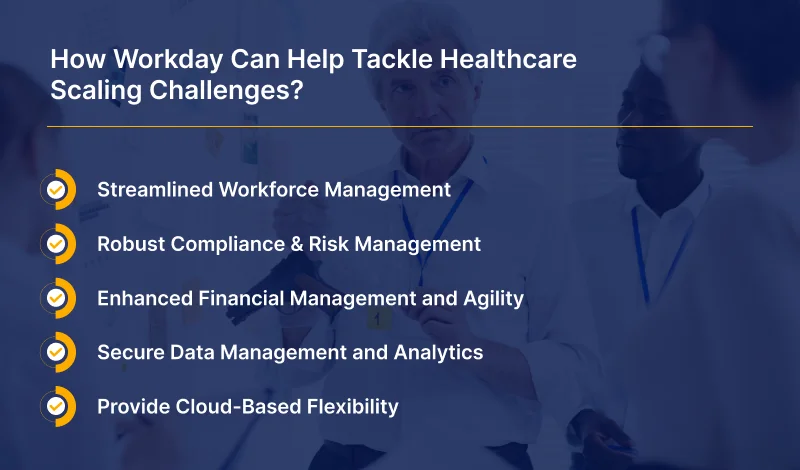 How Workday Can Help Tackle Healthcare
Scaling Challenges?
Streamlined Workforce Management
Robust Compliance & Risk Management
Enhanced Financial Management and Agility
Secure Data Management and Analytics
Provide Cloud-Based Flexibility